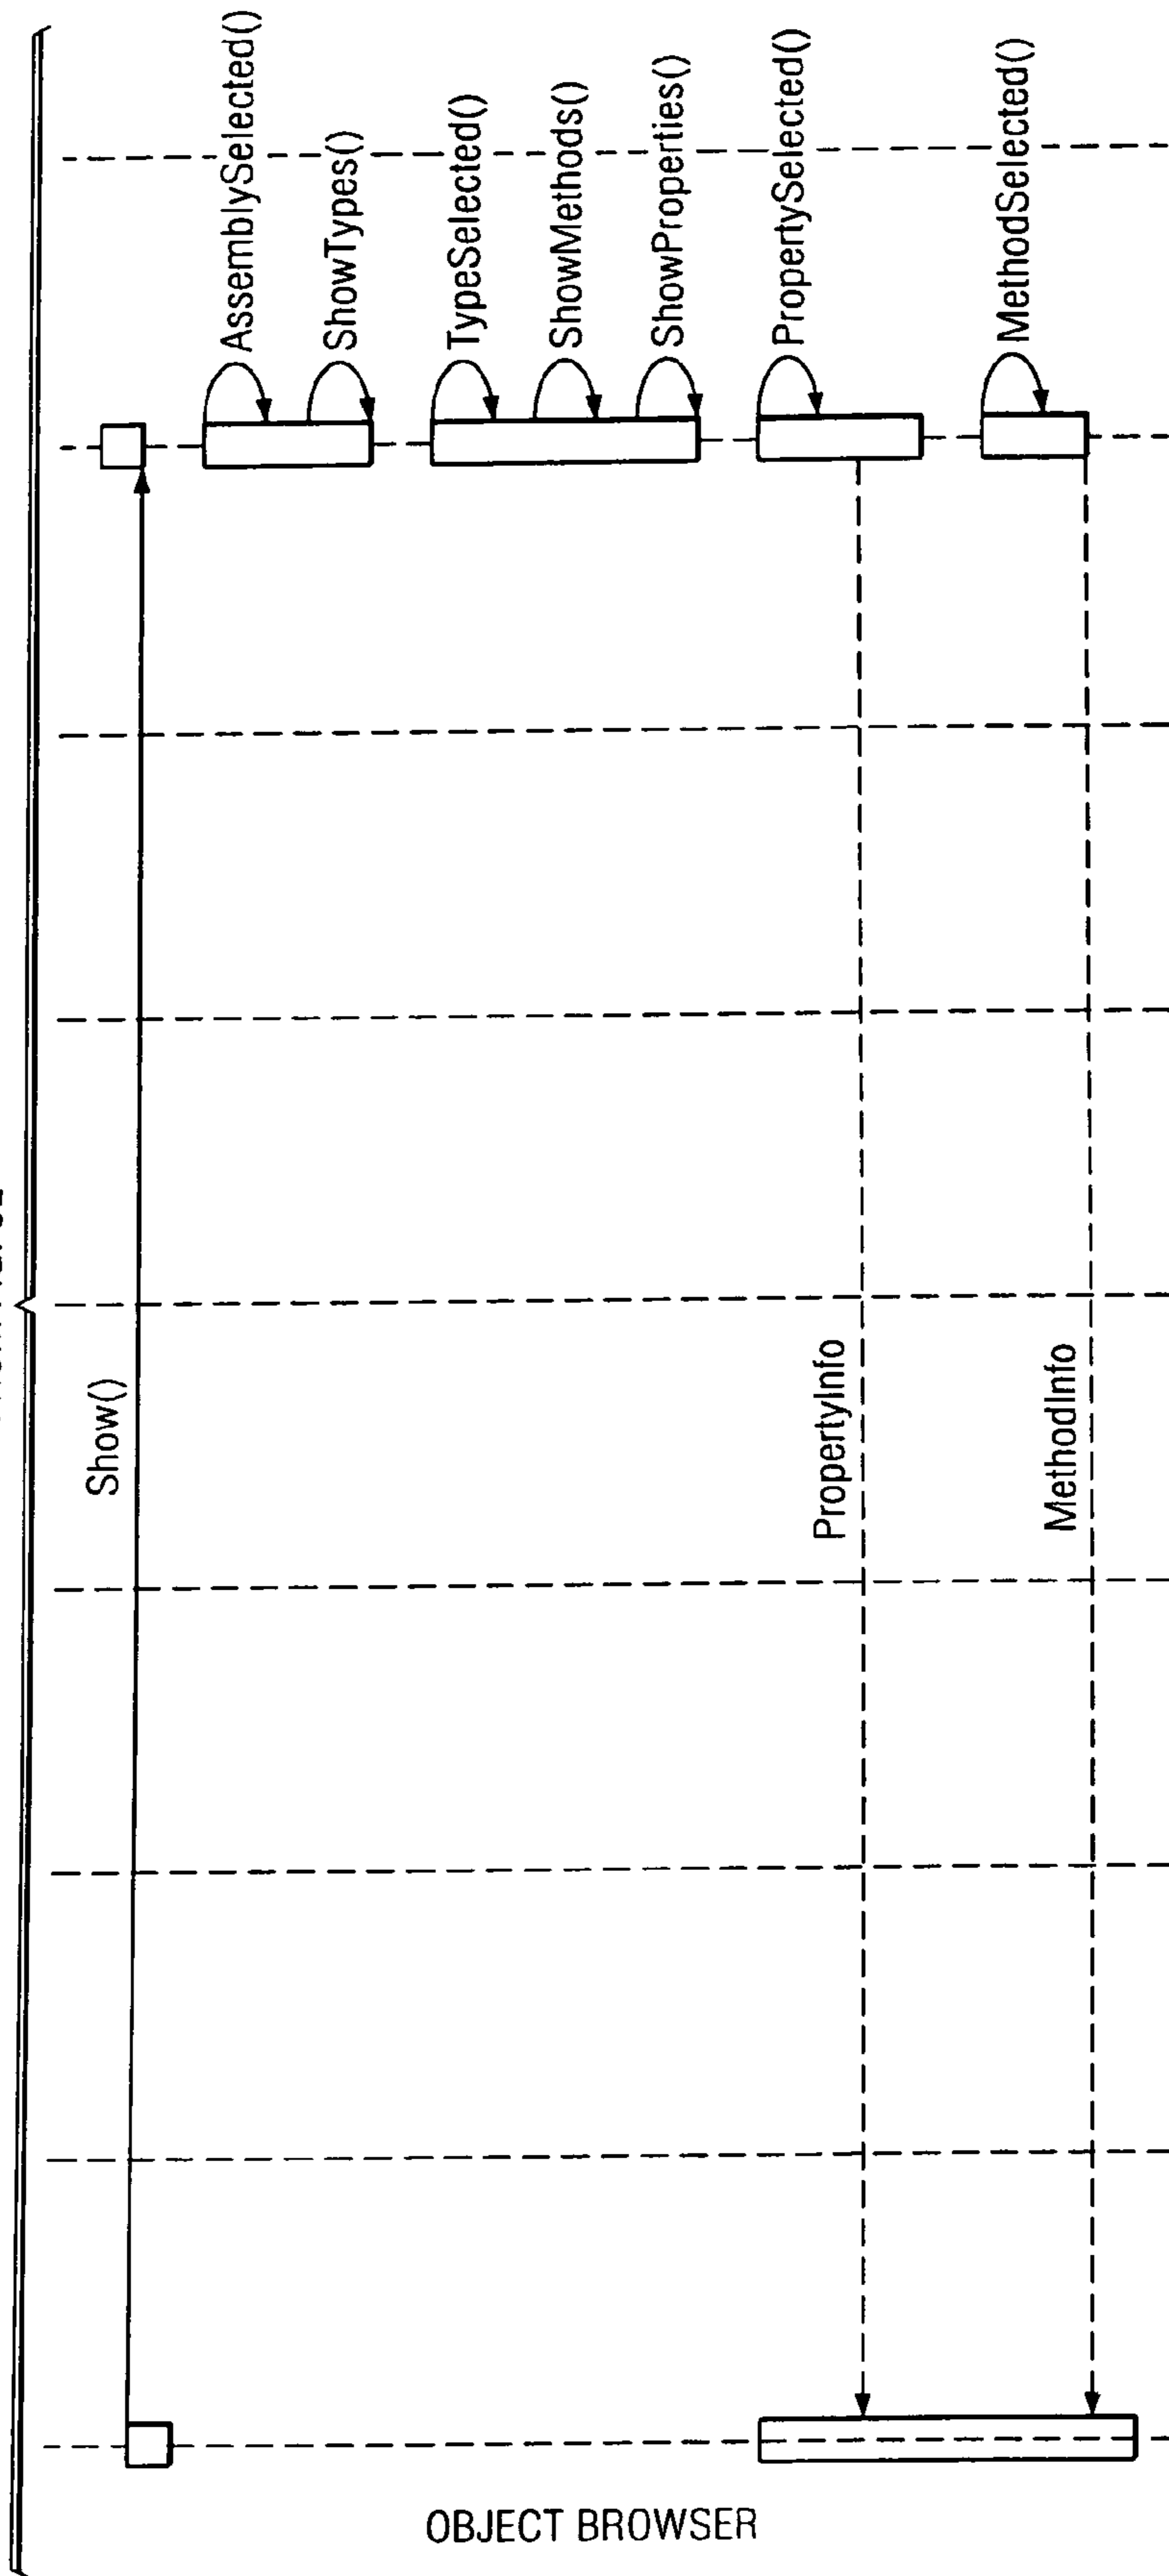 Show()
AssemblySelected()
ShowTypes()
TypeSelected()
ShowMethods()
ShowProperties()
PropertySelected()
PropertyInfo
MethodSelected()
MethodInfo
OBJECT BROWSER